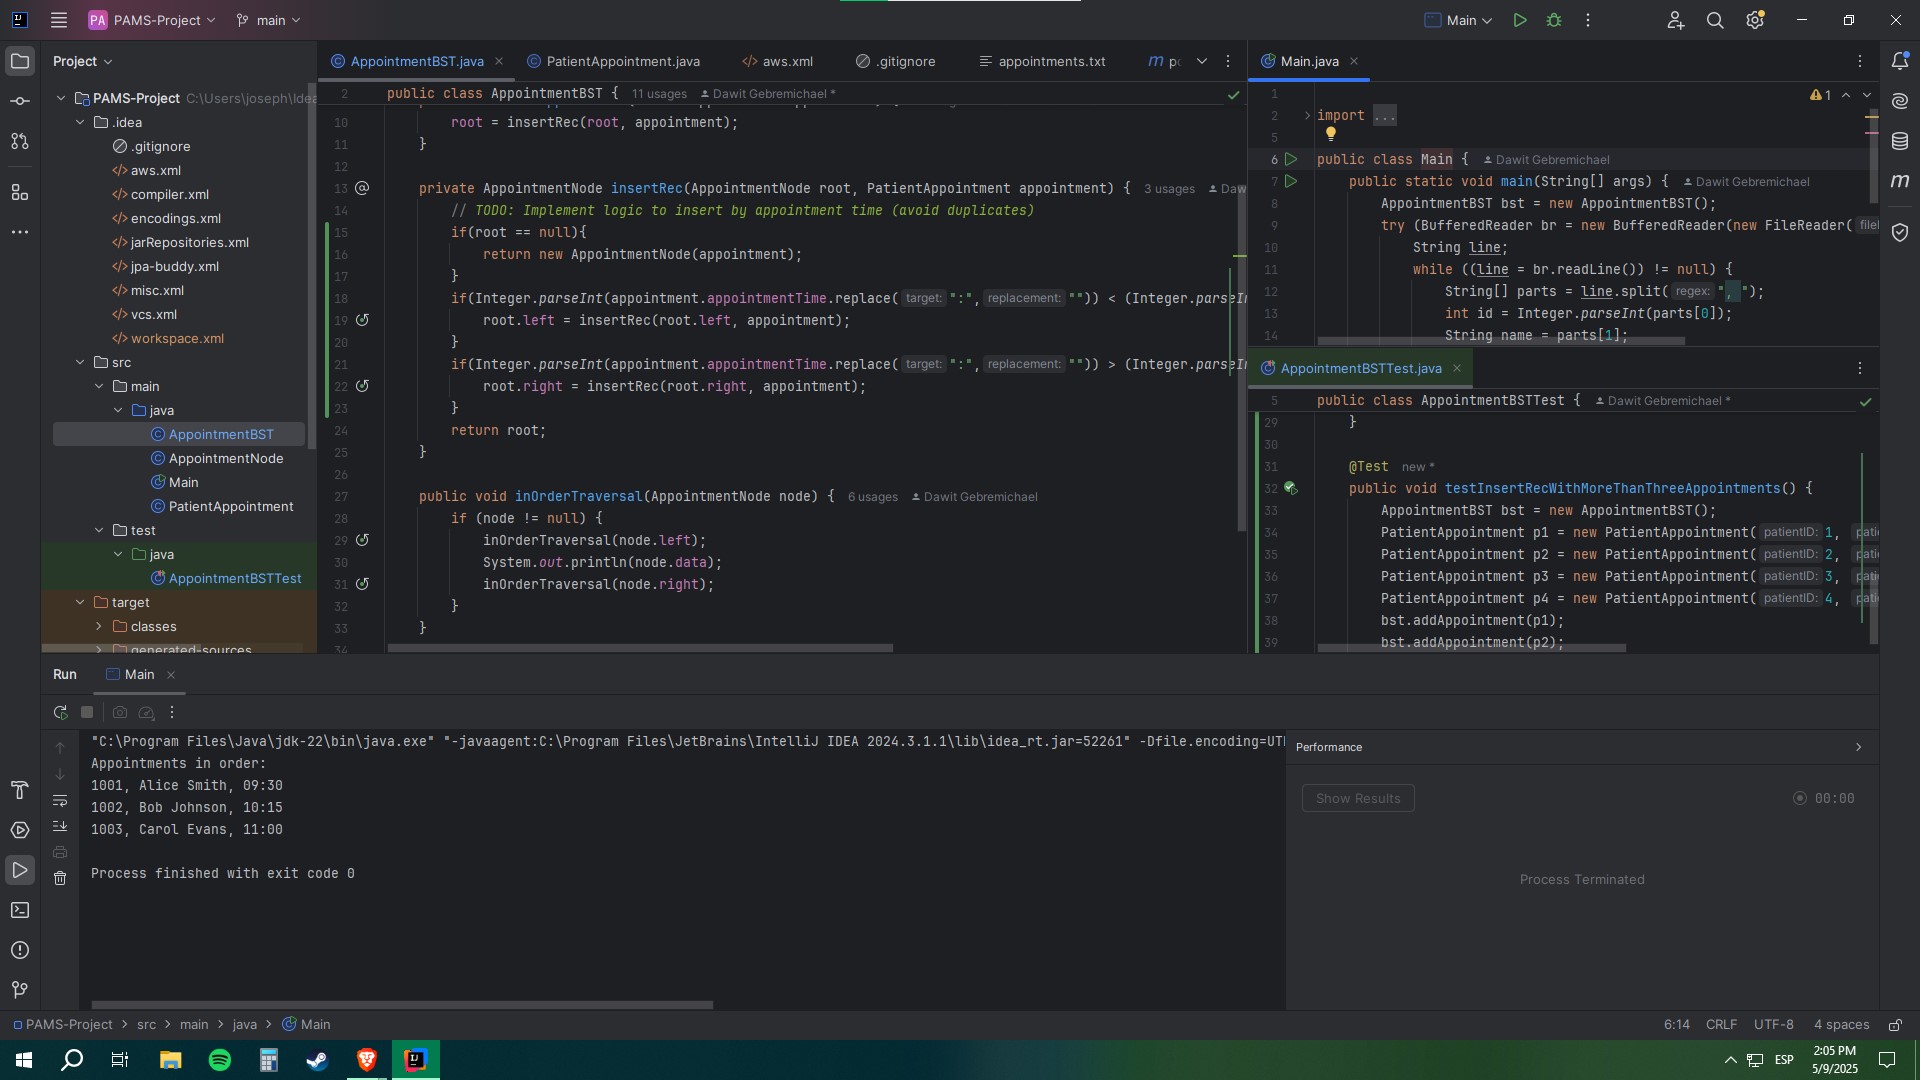 PA PAMS-Project main Main
Project
AppointmentBST.java PatientAppointment.java aws.xml .gitignore appointments.txt m
Main.java
PAMS-Project C:\Users\joseph\Idea
.idea
.gitignore
aws.xml
compiler.xml
encodings.xml
jarRepositories.xml
jpa-buddy.xml
misc.xml
vcs.xml
workspace.xml
src
main
java
AppointmentBST
AppointmentNode
Main
PatientAppointment
test
java
AppointmentBSTTest
target
classes
generated-sources
2 public class AppointmentBST { 11 usages Dawit Gebremichael *
10 root = insertRec(root, appointment);
11 }
12
13 private AppointmentNode insertRec(AppointmentNode root, PatientAppointment appointment) { 3 usages Daw
14 // TODO: Implement logic to insert by appointment time (avoid duplicates)
15 if(root == null){
16 return new AppointmentNode(appointment);
17 }
18 if(Integer.parseInt(appointment.appointmentTime.replace( target: ":", replacement: "")) < (Integer.parseI
19 root.left = insertRec(root.left, appointment);
20 }
21 if(Integer.parseInt(appointment.appointmentTime.replace( target: ":", replacement: "")) > (Integer.parseI
22 root.right = insertRec(root.right, appointment);
23 }
24 return root;
25 }
26
27 public void inOrderTraversal(AppointmentNode node) { 6 usages Dawit Gebremichael
28 if (node != null) {
29 inOrderTraversal(node.left);
30 System.out.println(node.data);
31 inOrderTraversal(node.right);
32 }
33 }
34
1 1
2 import ...
5
6 public class Main { Dawit Gebremichael
7 public static void main(String[] args) { Dawit Gebremichael
8 AppointmentBST bst = new AppointmentBST();
9 try (BufferedReader br = new BufferedReader(new FileReader(
10 String line;
11 while ((line = br.readLine()) != null) {
12 String[] parts = line.split( regex: ", ");
13 int id = Integer.parseInt(parts[0]);
14 String name = parts[1];
AppointmentBSTTest.java
5 public class AppointmentBSTTest { Dawit Gebremichael *
29 }
30
31 @Test new *
32 public void testInsertRecWithMoreThanThreeAppointments() {
33 AppointmentBST bst = new AppointmentBST();
34 PatientAppointment p1 = new PatientAppointment( patientID: 1, pati
35 PatientAppointment p2 = new PatientAppointment( patientID: 2, pati
36 PatientAppointment p3 = new PatientAppointment( patientID: 3, pati
37 PatientAppointment p4 = new PatientAppointment( patientID: 4, pati
38 bst.addAppointment(p1);
39 bst.addAppointment(p2);
Run Main
"C:\Program Files\Java\jdk-22\bin\java.exe" "-javaagent:C:\Program Files\JetBrains\IntelliJ IDEA 2024.3.1.1\lib\idea_rt.jar=52261" -Dfile.encoding=UT
Appointments in order:
1001, Alice Smith, 09:30
1002, Bob Johnson, 10:15
1003, Carol Evans, 11:00
Process finished with exit code 0
Performance
Show Results 00:00
Process Terminated
PAMS-Project > src > main > java > Main
6:14 CRLF UTF-8 4 spaces
ESP
2:05 PM
5/9/2025